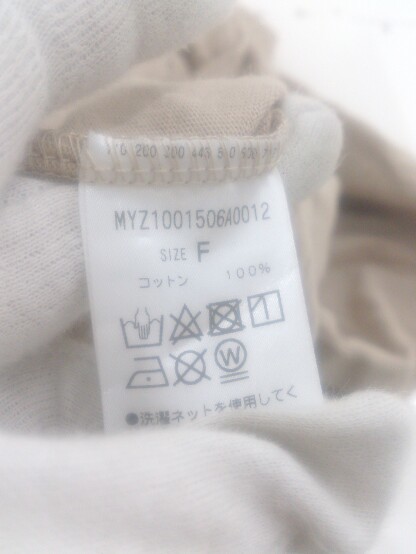 MYZ1001506A0012
SIZE F
コットン 100%
W
●洗濯ネットを使用してく